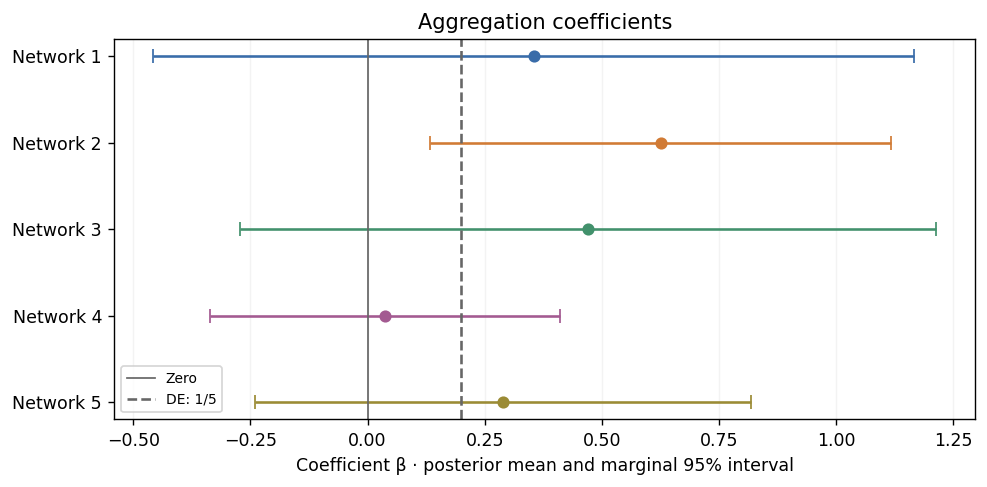 Aggregation coefficients
Network 1
Network 2
Network 3
Network 4
Network 5
Zero
DE: 1/5
−0.50 −0.25 0.00 0.25 0.50 0.75 1.00 1.25
Coefficient β · posterior mean and marginal 95% interval